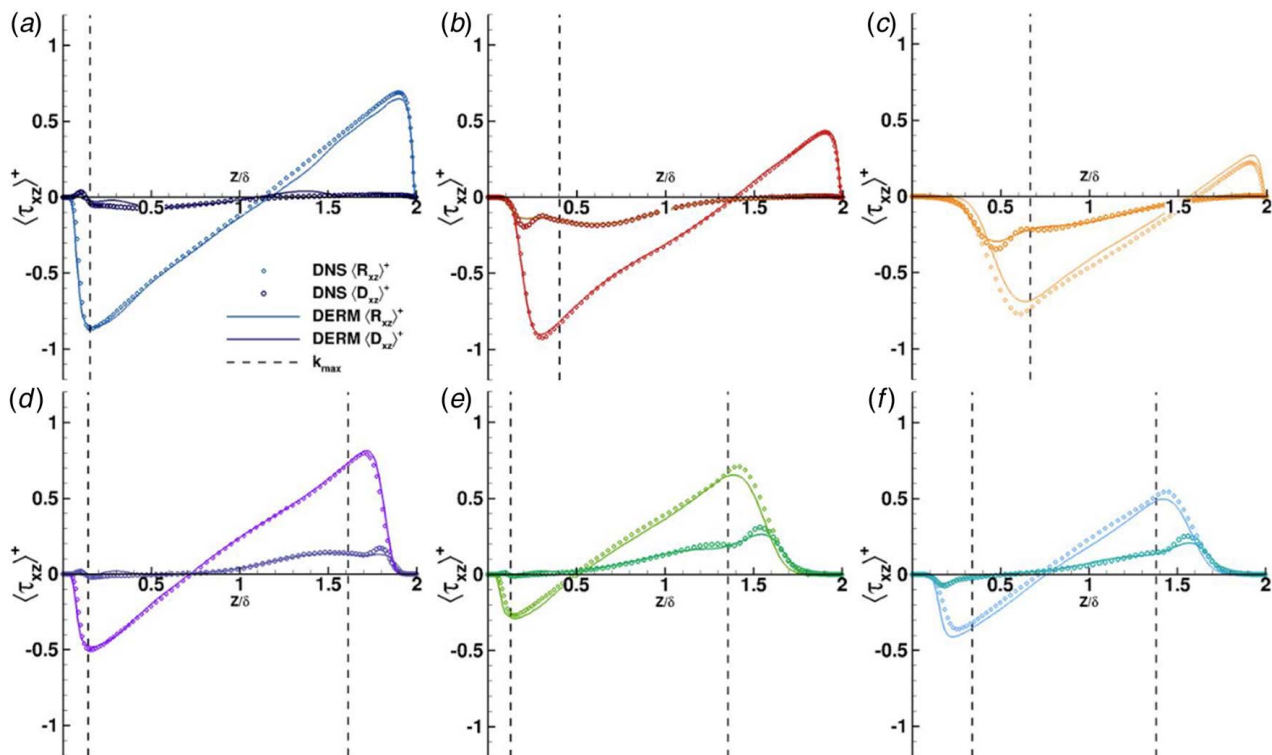 (a)
1
0.5
0
-0.5
-1
⟨τxz⟩+
z/δ
0.5
1
1.5
2
DNS ⟨Rxz⟩+
DNS ⟨Dxz⟩+
DERM ⟨Rxz⟩+
DERM ⟨Dxz⟩+
kmax
(b)
1
0.5
0
-0.5
-1
⟨τxz⟩+
z/δ
0.5
1
1.5
2
(c)
1
0.5
0
-0.5
-1
⟨τxz⟩+
z/δ
0.5
1
1.5
2
(d)
1
0.5
0
-0.5
-1
⟨τxz⟩+
0.5
1
1.5
2
z/δ
(e)
1
0.5
0
-0.5
-1
⟨τxz⟩+
0.5
1
1.5
2
z/δ
(f)
1
0.5
0
-0.5
-1
⟨τxz⟩+
0.5
1
1.5
2
z/δ